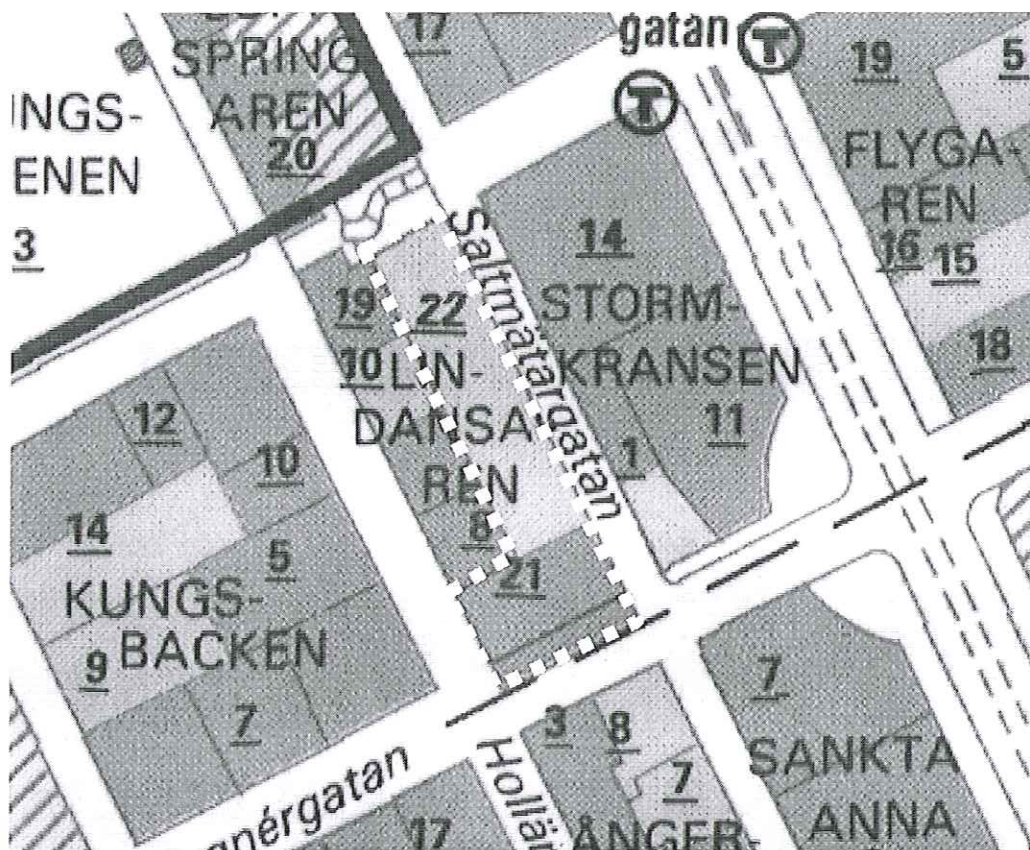 17
gatan
T
T
19
5
SPRING
AREN
20
INGS-
ENEN
3
FLYGA-
REN
16
15
18
Saltmätargatan
14
STORM-
KRANSEN
11
1
19
22
10
LIN-
DANSA-
REN
8
21
12
10
14
5
KUNGS-
BACKEN
9
7
gnérgatan
17
Hollän
3
8
7
ÅNGER-
7
SANKTA
ANNA